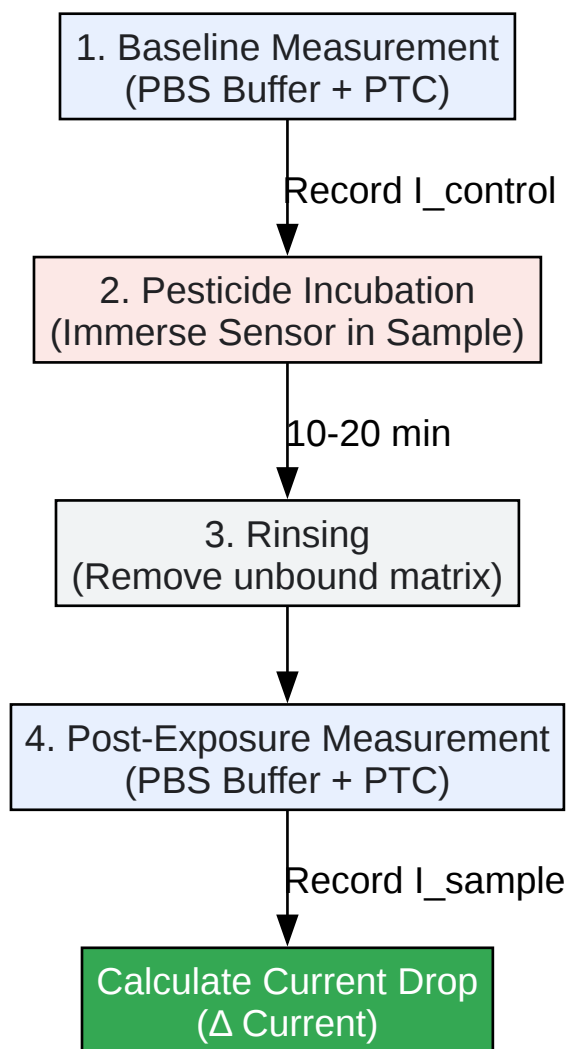 1. Baseline Measurement
(PBS Buffer + PTC)
Record I_control
2. Pesticide Incubation
(Immerse Sensor in Sample)
10-20 min
3. Rinsing
(Remove unbound matrix)
4. Post-Exposure Measurement
(PBS Buffer + PTC)
Record I_sample
Calculate Current Drop
(Δ Current)